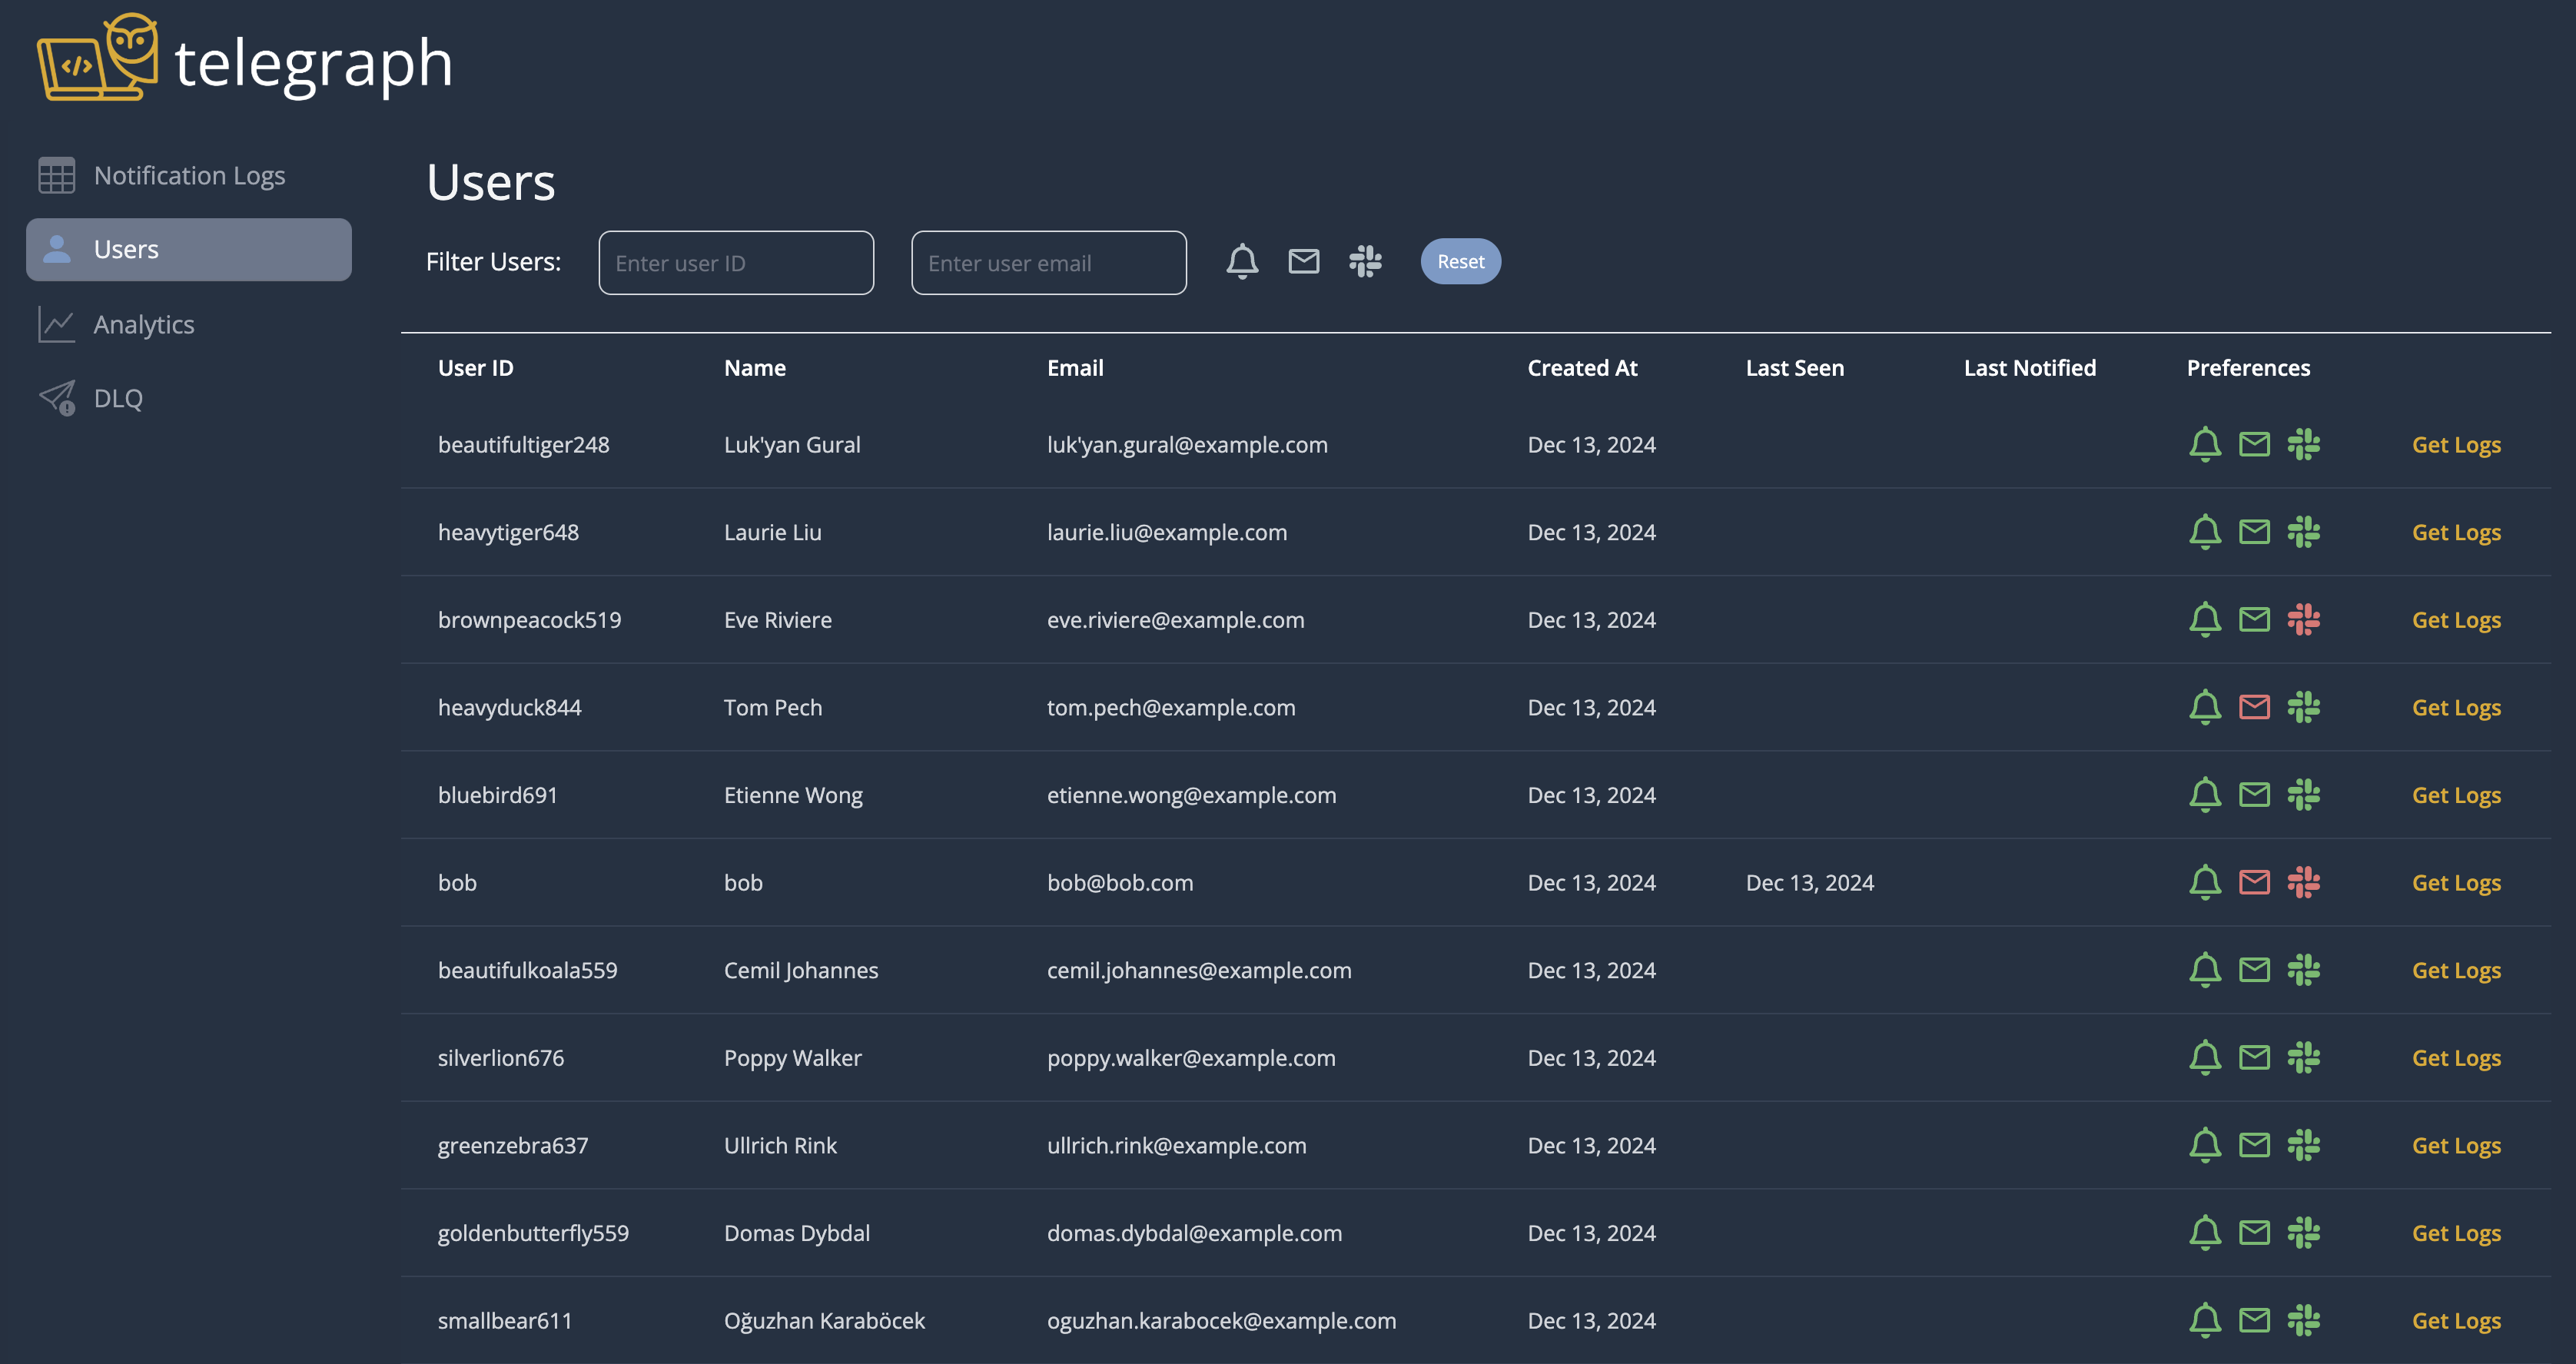 telegraph
Notification Logs
Users
Analytics
DLQ
Users
Filter Users: Enter user ID Enter user email Reset
User ID Name Email Created At Last Seen Last Notified Preferences
beautifultiger248 Luk'yan Gural luk'yan.gural@example.com Dec 13, 2024 Get Logs
heavytiger648 Laurie Liu laurie.liu@example.com Dec 13, 2024 Get Logs
brownpeacock519 Eve Riviere eve.riviere@example.com Dec 13, 2024 Get Logs
heavyduck844 Tom Pech tom.pech@example.com Dec 13, 2024 Get Logs
bluebird691 Etienne Wong etienne.wong@example.com Dec 13, 2024 Get Logs
bob bob bob@bob.com Dec 13, 2024 Dec 13, 2024 Get Logs
beautifulkoala559 Cemil Johannes cemil.johannes@example.com Dec 13, 2024 Get Logs
silverlion676 Poppy Walker poppy.walker@example.com Dec 13, 2024 Get Logs
greenzebra637 Ullrich Rink ullrich.rink@example.com Dec 13, 2024 Get Logs
goldenbutterfly559 Domas Dybdal domas.dybdal@example.com Dec 13, 2024 Get Logs
smallbear611 Oğuzhan Karaböcek oguzhan.karabocek@example.com Dec 13, 2024 Get Logs